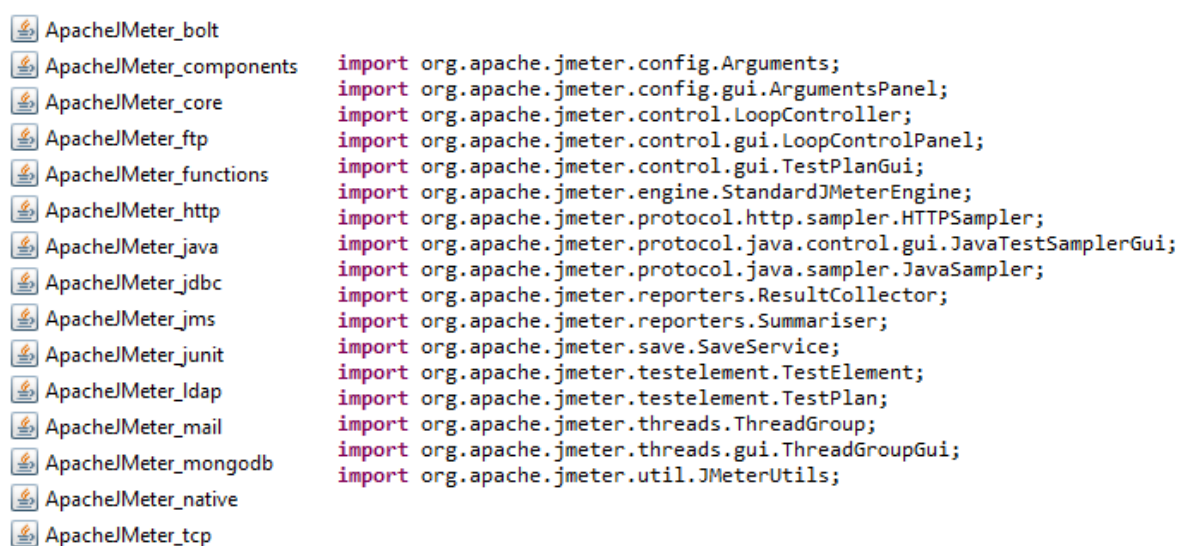 ApacheJMeter_bolt
ApacheJMeter_components
ApacheJMeter_core
ApacheJMeter_ftp
ApacheJMeter_functions
ApacheJMeter_http
ApacheJMeter_java
ApacheJMeter_jdbc
ApacheJMeter_jms
ApacheJMeter_junit
ApacheJMeter_ldap
ApacheJMeter_mail
ApacheJMeter_mongodb
ApacheJMeter_native
ApacheJMeter_tcp
import org.apache.jmeter.config.Arguments;
import org.apache.jmeter.config.gui.ArgumentsPanel;
import org.apache.jmeter.control.LoopController;
import org.apache.jmeter.control.gui.LoopControlPanel;
import org.apache.jmeter.control.gui.TestPlanGui;
import org.apache.jmeter.engine.StandardJMeterEngine;
import org.apache.jmeter.protocol.http.sampler.HTTPSampler;
import org.apache.jmeter.protocol.java.control.gui.JavaTestSamplerGui;
import org.apache.jmeter.protocol.java.sampler.JavaSampler;
import org.apache.jmeter.reporters.ResultCollector;
import org.apache.jmeter.reporters.Summariser;
import org.apache.jmeter.save.SaveService;
import org.apache.jmeter.testelement.TestElement;
import org.apache.jmeter.testelement.TestPlan;
import org.apache.jmeter.threads.ThreadGroup;
import org.apache.jmeter.threads.gui.ThreadGroupGui;
import org.apache.jmeter.util.JMeterUtils;